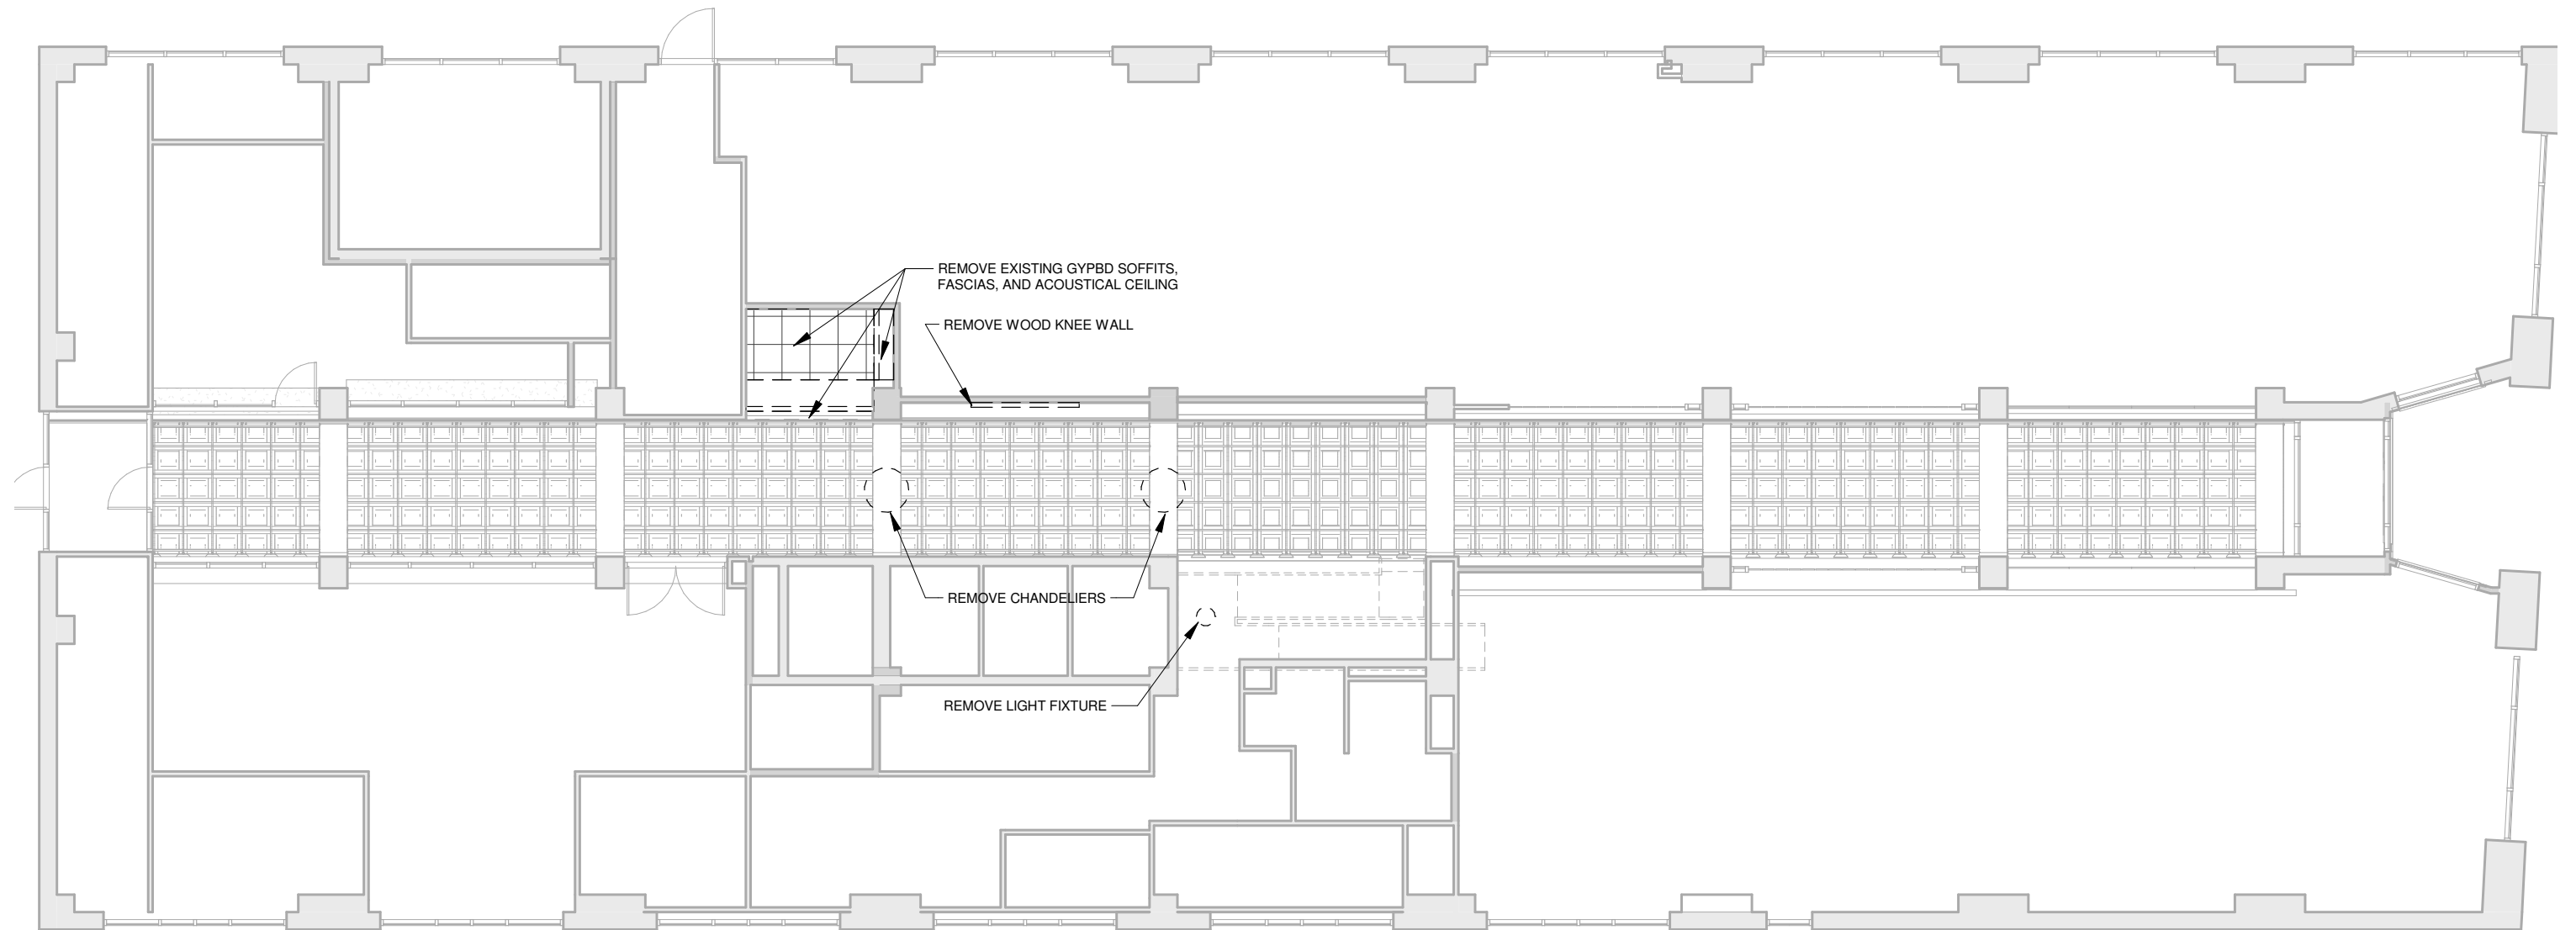 REMOVE EXISTING GYPBD SOFFITS,
FASCIAS, AND ACOUSTICAL CEILING
REMOVE WOOD KNEE WALL
REMOVE CHANDELIERS
REMOVE LIGHT FIXTURE